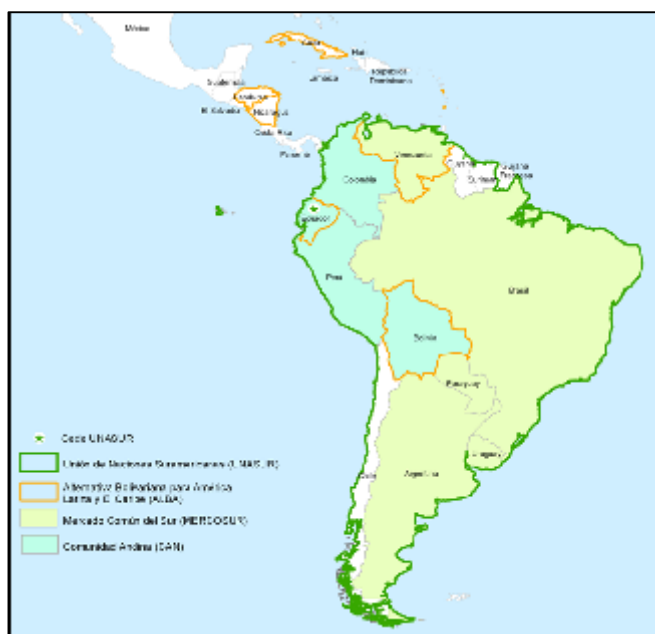 México
Cuba
Haití
Jamaica
República
Dominicana
Guatemala
Honduras
El Salvador
Nicaragua
Costa Rica
Panamá
Venezuela
Guyana
Surinam
Guyana
Francesa
Colombia
Ecuador
Perú
Brasil
Bolivia
Paraguay
Chile
Argentina
Uruguay
Sede UNASUR
Unión de Naciones Suramericanas (UNASUR)
Alternativa Bolivariana para América
Latina y El Caribe (ALBA)
Mercado Común del Sur (MERCOSUR)
Comunidad Andina (CAN)